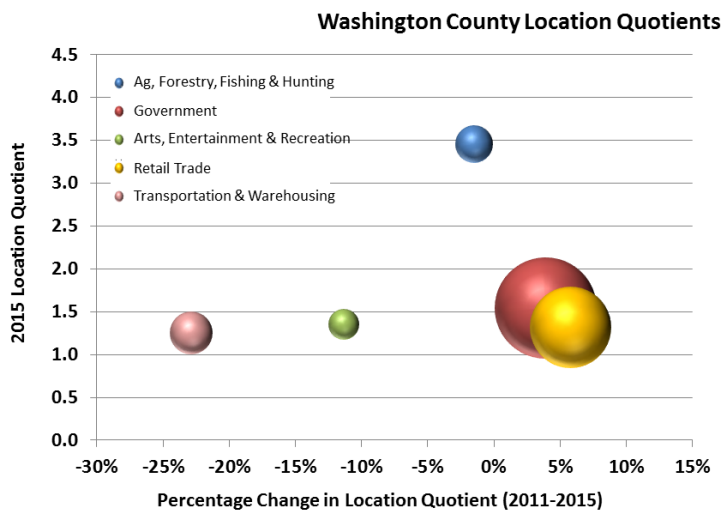 Washington County Location Quotients
4.5
4.0
3.5
3.0
2.5
2.0
1.5
1.0
0.5
0.0
2015 Location Quotient
Ag, Forestry, Fishing & Hunting
Government
Arts, Entertainment & Recreation
Retail Trade
Transportation & Warehousing
-30% -25% -20% -15% -10% -5% 0% 5% 10% 15%
Percentage Change in Location Quotient (2011-2015)